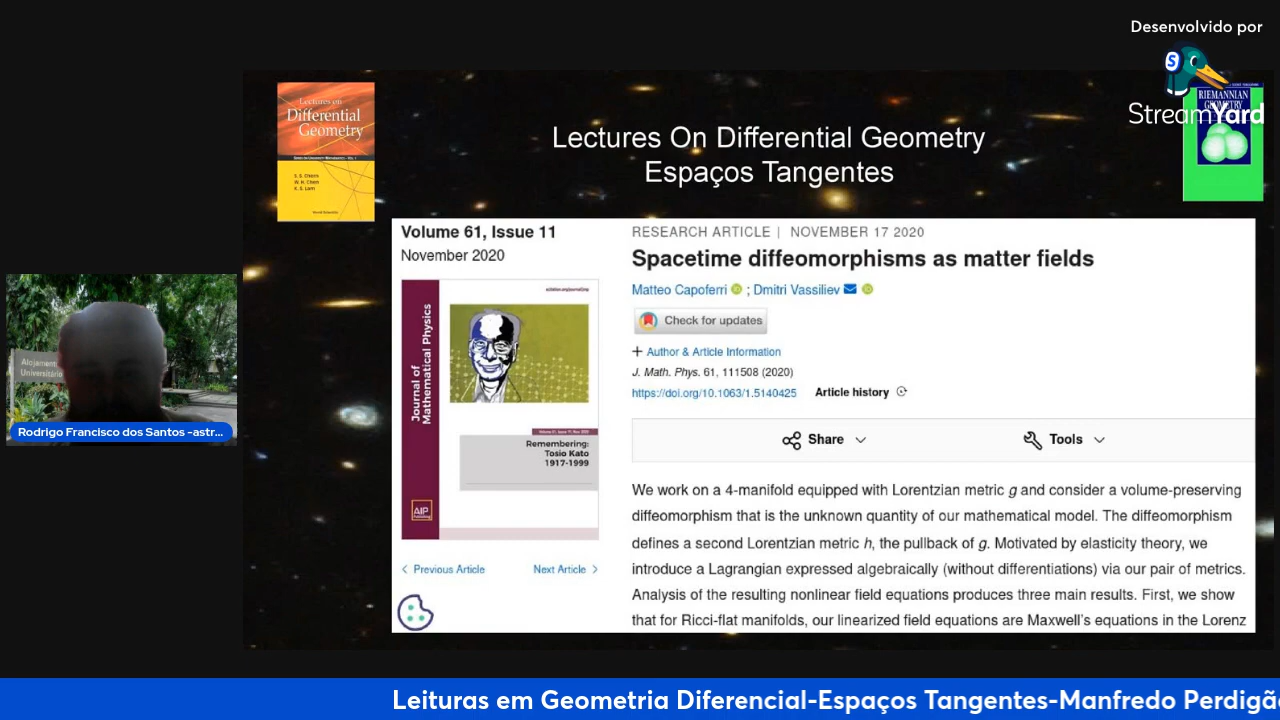 Desenvolvido por
StreamYard
Lectures on
Differential
Geometry
S. S. Chern
W. H. Chen
K. S. Lam
RIEMANNIAN
GEOMETRY
Lectures On Differential Geometry
Espaços Tangentes
Volume 61, Issue 11
November 2020
Journal of
Mathematical Physics
Remembering:
Tosio Kato
1917-1999
AIP
Publishing
Previous Article
Next Article
RESEARCH ARTICLE | NOVEMBER 17 2020
Spacetime diffeomorphisms as matter fields
Matteo Capoferri ; Dmitri Vassiliev
Check for updates
+ Author & Article Information
J. Math. Phys. 61, 111508 (2020)
https://doi.org/10.1063/1.5140425 Article history
Share
Tools
We work on a 4-manifold equipped with Lorentzian metric g and consider a volume-preserving
diffeomorphism that is the unknown quantity of our mathematical model. The diffeomorphism
defines a second Lorentzian metric h, the pullback of g. Motivated by elasticity theory, we
introduce a Lagrangian expressed algebraically (without differentiations) via our pair of metrics.
Analysis of the resulting nonlinear field equations produces three main results. First, we show
that for Ricci-flat manifolds, our linearized field equations are Maxwell's equations in the Lorenz
Alojament
Universitário
Rodrigo Francisco dos Santos -astr...
Leituras em Geometria Diferencial-Espaços Tangentes-Manfredo Perdigã